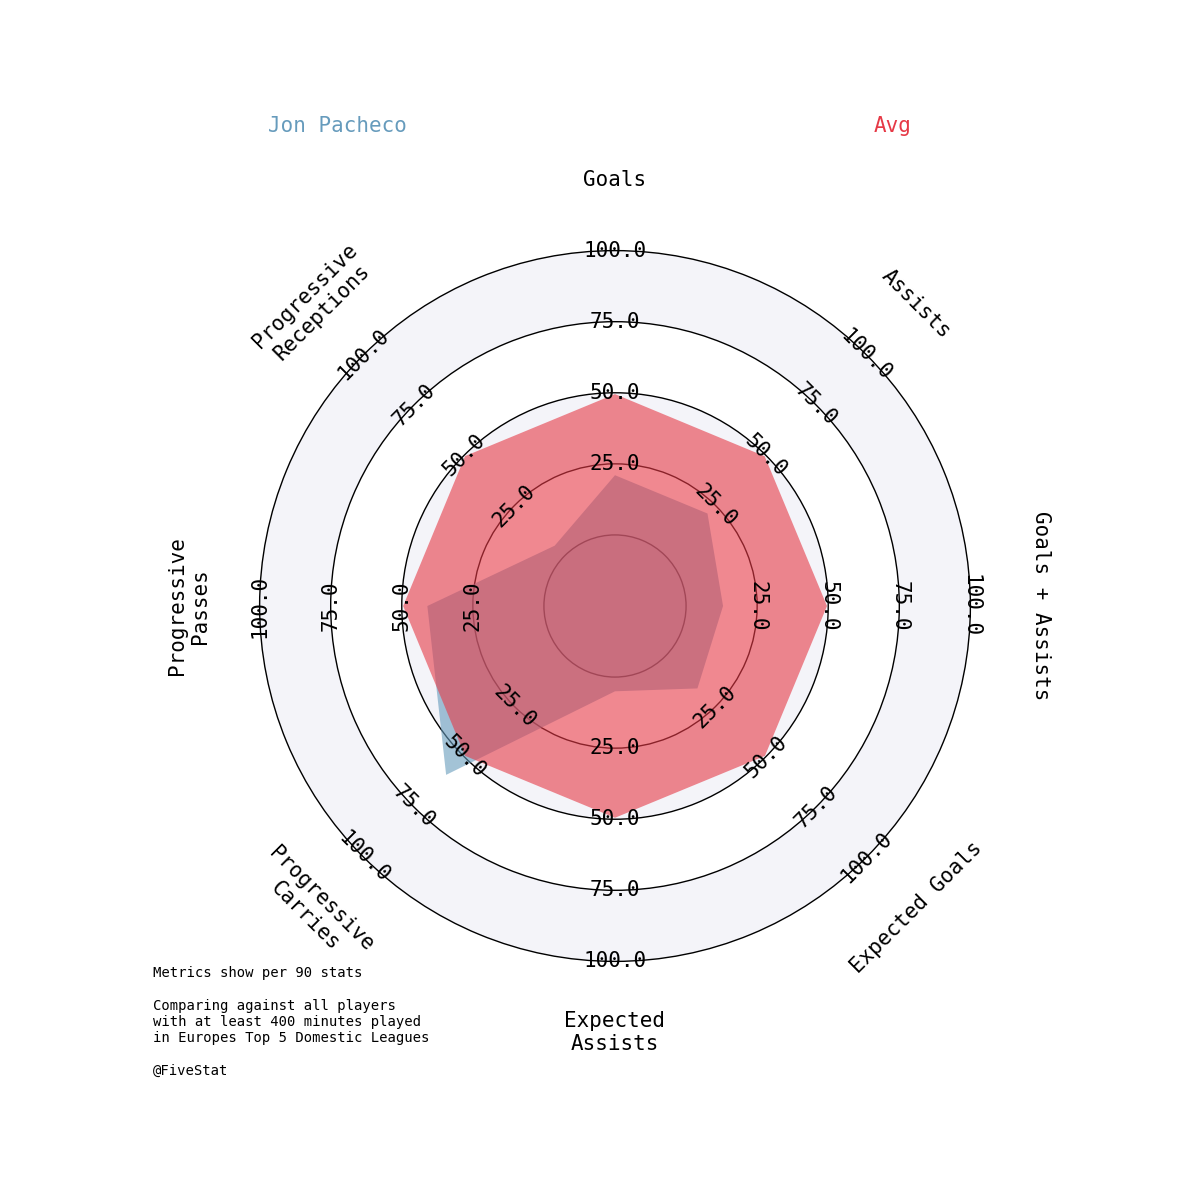 Jon Pacheco
Avg
Goals
Assists
Goals + Assists
Expected Goals
Expected
Assists
Progressive
Carries
Progressive
Passes
Progressive
Receptions
25.0
50.0
75.0
100.0
25.0
50.0
75.0
100.0
25.0
50.0
75.0
100.0
25.0
50.0
75.0
100.0
25.0
50.0
75.0
100.0
25.0
50.0
75.0
100.0
25.0
50.0
75.0
100.0
25.0
50.0
75.0
100.0
Metrics show per 90 stats
Comparing against all players
with at least 400 minutes played
in Europes Top 5 Domestic Leagues
@FiveStat